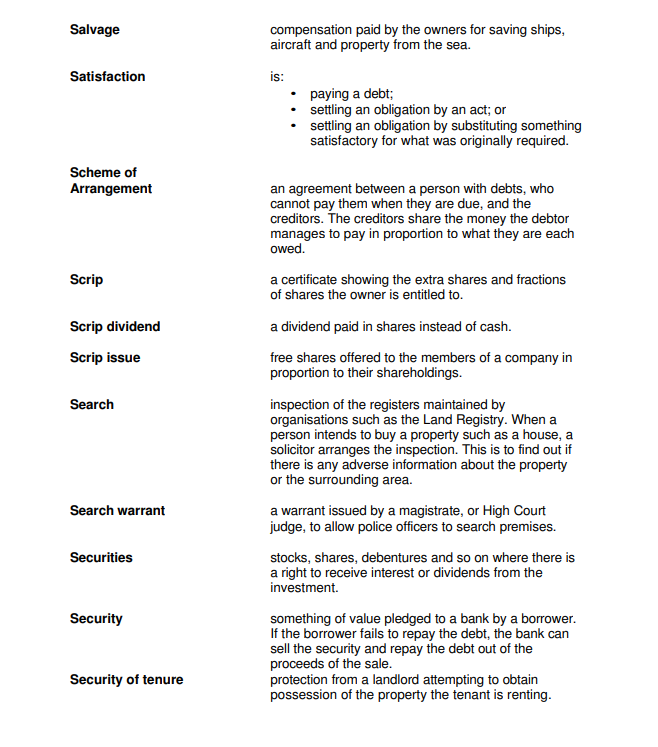 Salvage compensation paid by the owners for saving ships,
aircraft and property from the sea.
Satisfaction is:
• paying a debt;
• settling an obligation by an act; or
• settling an obligation by substituting something
satisfactory for what was originally required.
Scheme of
Arrangement an agreement between a person with debts, who
cannot pay them when they are due, and the
creditors. The creditors share the money the debtor
manages to pay in proportion to what they are each
owed.
Scrip a certificate showing the extra shares and fractions
of shares the owner is entitled to.
Scrip dividend a dividend paid in shares instead of cash.
Scrip issue free shares offered to the members of a company in
proportion to their shareholdings.
Search inspection of the registers maintained by
organisations such as the Land Registry. When a
person intends to buy a property such as a house, a
solicitor arranges the inspection. This is to find out if
there is any adverse information about the property
or the surrounding area.
Search warrant a warrant issued by a magistrate, or High Court
judge, to allow police officers to search premises.
Securities stocks, shares, debentures and so on where there is
a right to receive interest or dividends from the
investment.
Security something of value pledged to a bank by a borrower.
If the borrower fails to repay the debt, the bank can
sell the security and repay the debt out of the
proceeds of the sale.
Security of tenure protection from a landlord attempting to obtain
possession of the property the tenant is renting.